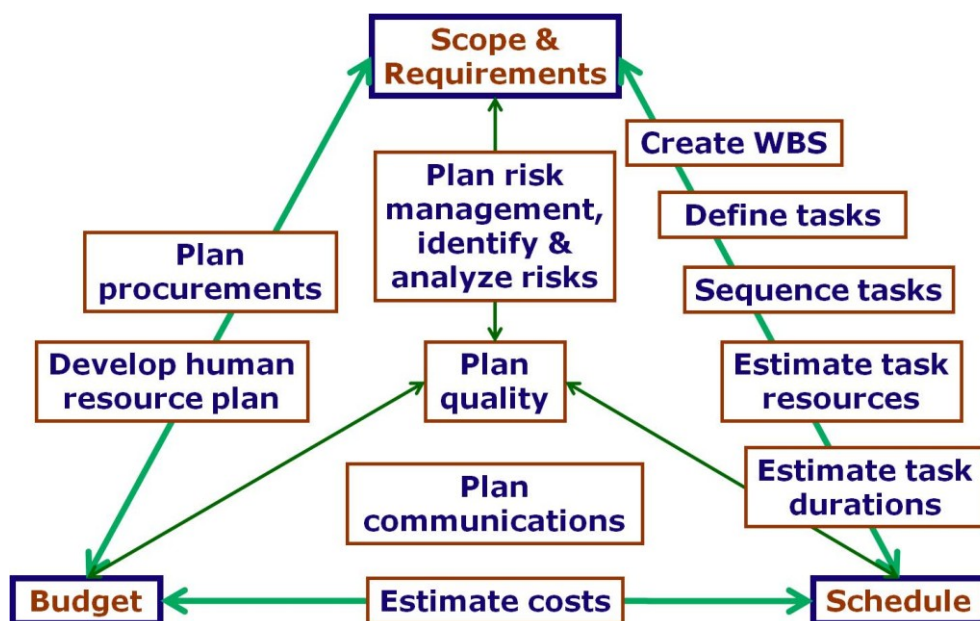 Scope &
Requirements
Create WBS
Plan risk
management,
identify &
analyze risks
Define tasks
Plan
procurements
Sequence tasks
Develop human
resource plan
Plan
quality
Estimate task
resources
Plan
communications
Estimate task
durations
Budget
Estimate costs
Schedule